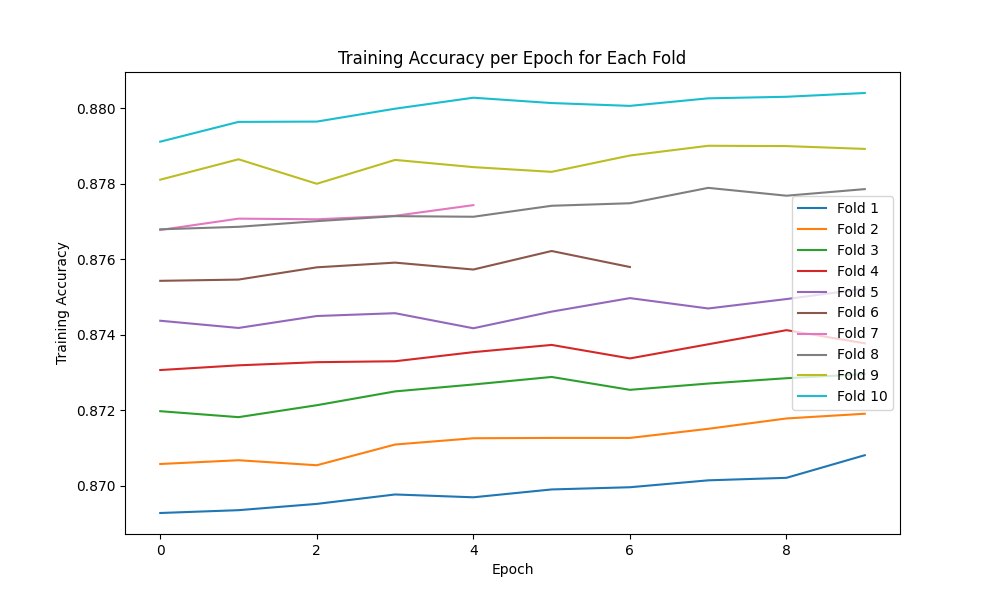 Training Accuracy per Epoch for Each Fold
Training Accuracy
0.880
0.878
0.876
0.874
0.872
0.870
0
2
4
6
8
Epoch
Fold 1
Fold 2
Fold 3
Fold 4
Fold 5
Fold 6
Fold 7
Fold 8
Fold 9
Fold 10